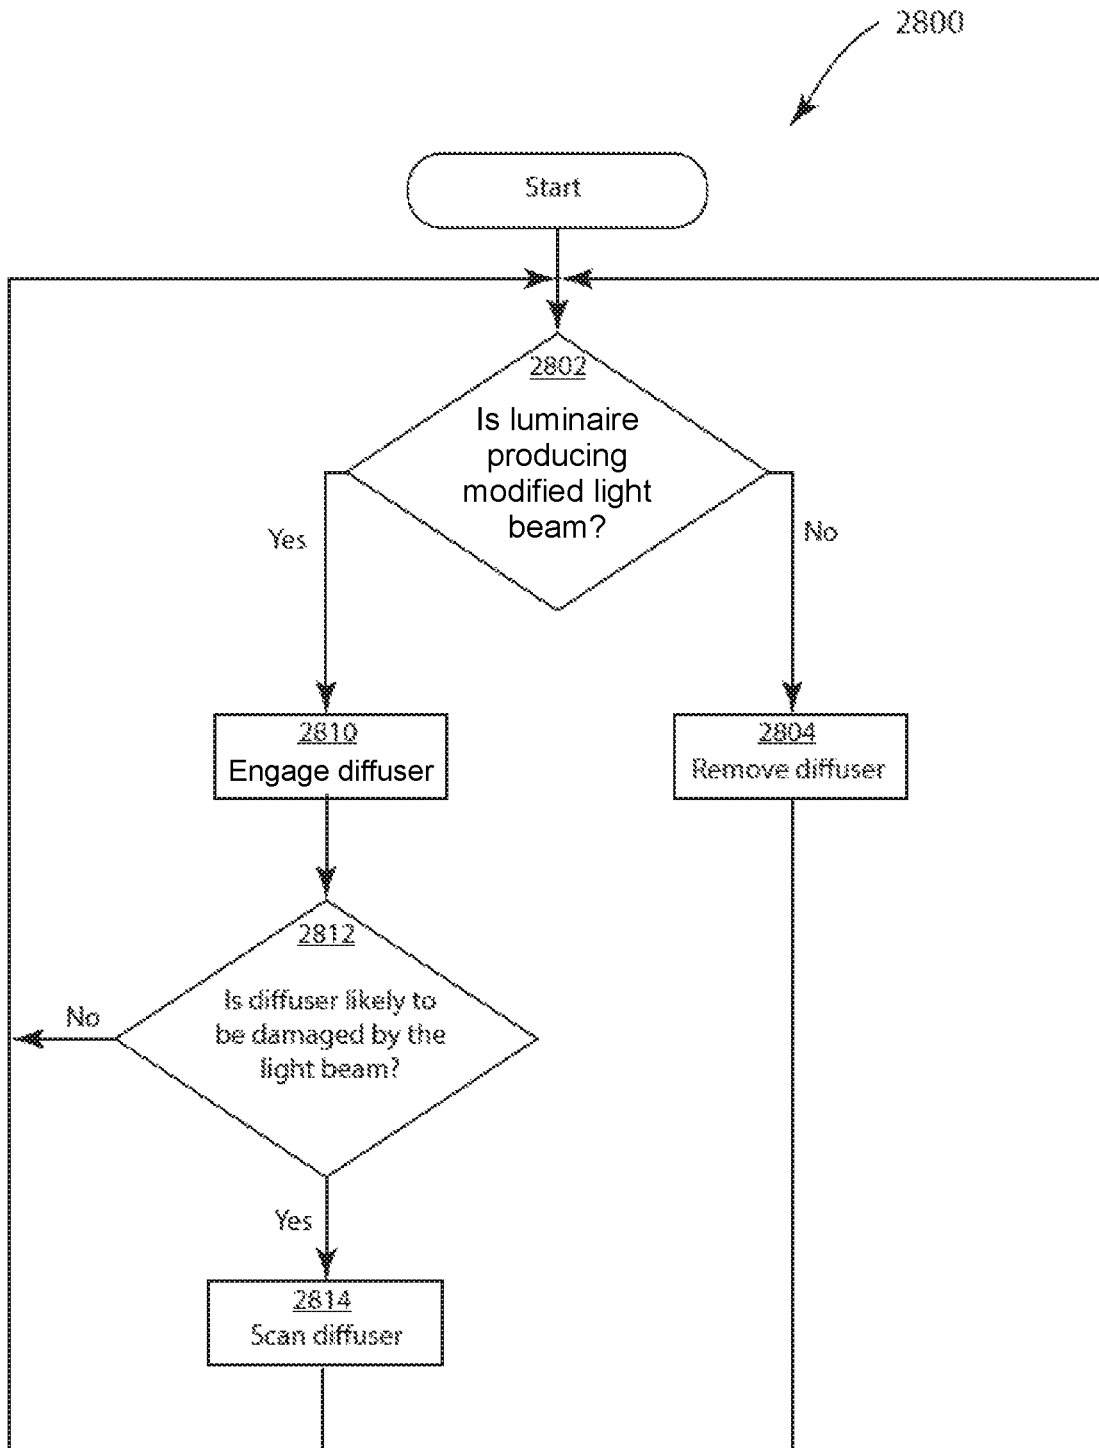 2800
Start
2802
Is luminaire
producing
modified light
beam?
Yes
No
2810
Engage diffuser
2804
Remove diffuser
2812
Is diffuser likely to
be damaged by the
light beam?
No
Yes
2814
Scan diffuser